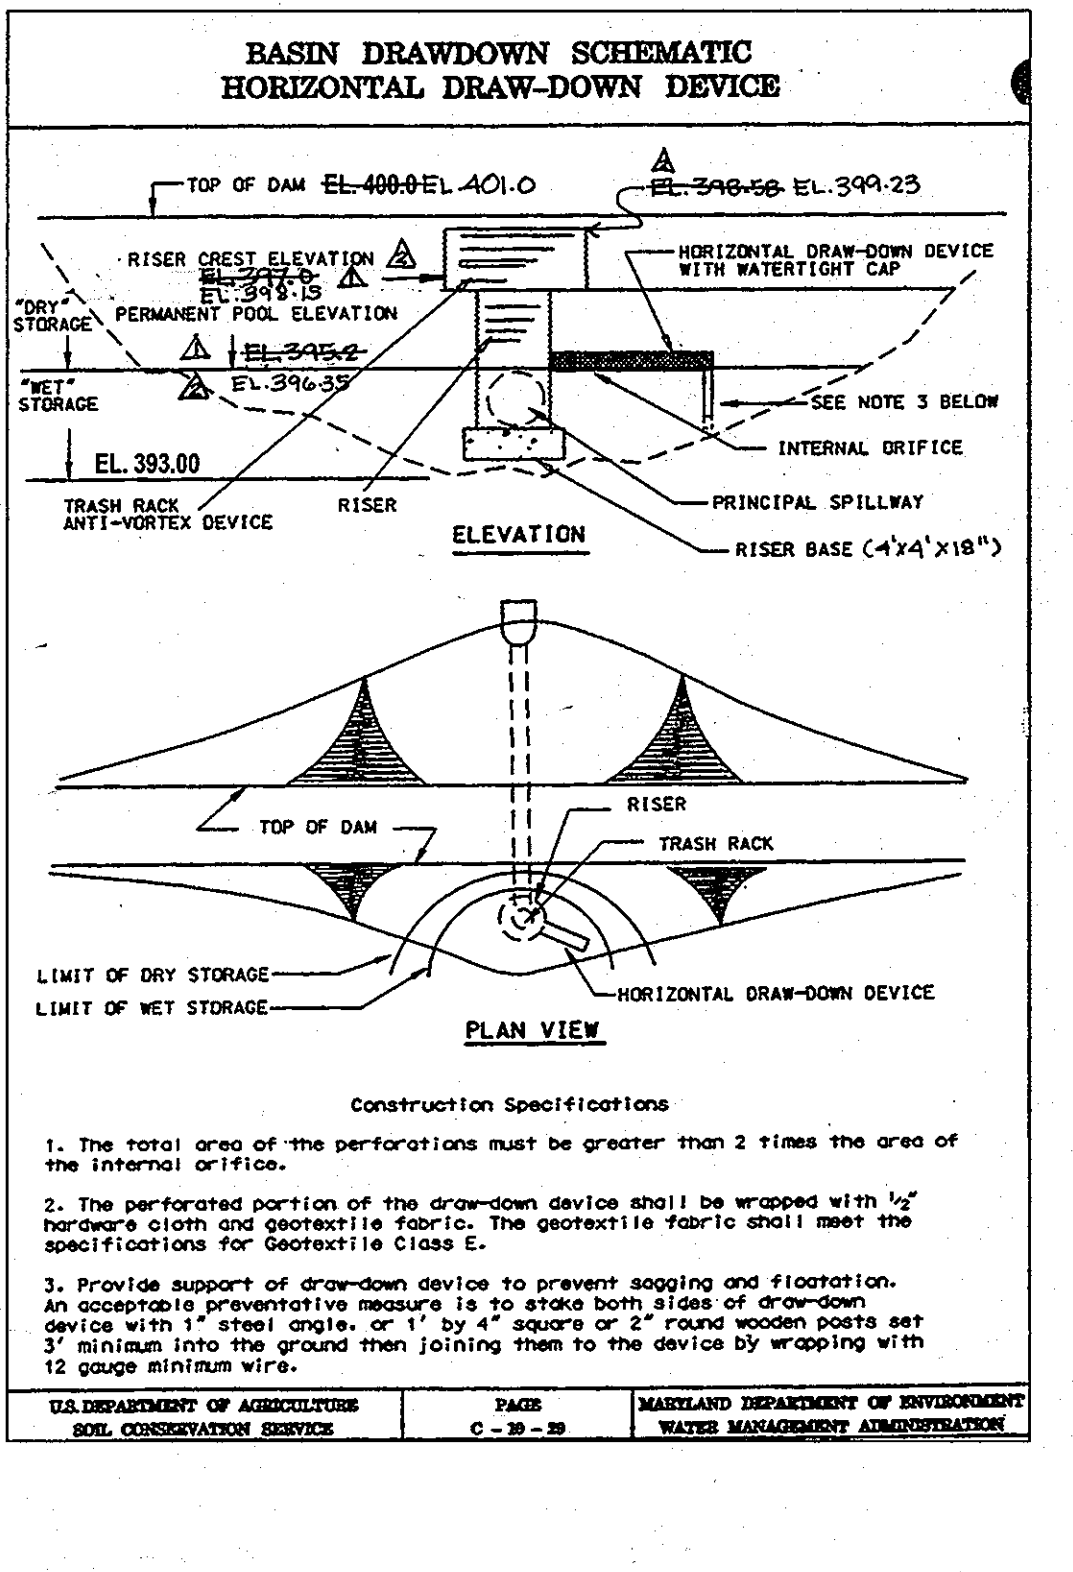 BASIN DRAWDOWN SCHEMATIC
HORIZONTAL DRAW-DOWN DEVICE
TOP OF DAM EL. 400.0 EL. 401.0
2
EL. 398.58 EL. 399.23
RISER CREST ELEVATION 2
EL. 397.0 1
EL. 398.15
HORIZONTAL DRAW-DOWN DEVICE
WITH WATERTIGHT CAP
"DRY"
STORAGE
PERMANENT POOL ELEVATION
1 EL. 395.2
2 EL. 396.35
"WET"
STORAGE
SEE NOTE 3 BELOW
INTERNAL ORIFICE
EL. 393.00
TRASH RACK
ANTI-VORTEX DEVICE
RISER
PRINCIPAL SPILLWAY
ELEVATION
RISER BASE (4'X4'X18")
RISER
TOP OF DAM
TRASH RACK
LIMIT OF DRY STORAGE
LIMIT OF WET STORAGE
HORIZONTAL DRAW-DOWN DEVICE
PLAN VIEW
Construction Specifications
1. The total area of the perforations must be greater than 2 times the area of
the internal orifice.
2. The perforated portion of the draw-down device shall be wrapped with 1/2"
hardware cloth and geotextile fabric. The geotextile fabric shall meet the
specifications for Geotextile Class E.
3. Provide support of draw-down device to prevent sagging and floatation.
An acceptable preventative measure is to stake both sides of draw-down
device with 1" steel angle. or 1' by 4" square or 2" round wooden posts set
3' minimum into the ground then joining them to the device by wrapping with
12 gauge minimum wire.
U.S. DEPARTMENT OF AGRICULTURE
SOIL CONSERVATION SERVICE
PAGE
C - 10 - 29
MARYLAND DEPARTMENT OF ENVIRONMENT
WATER MANAGEMENT ADMINISTRATION